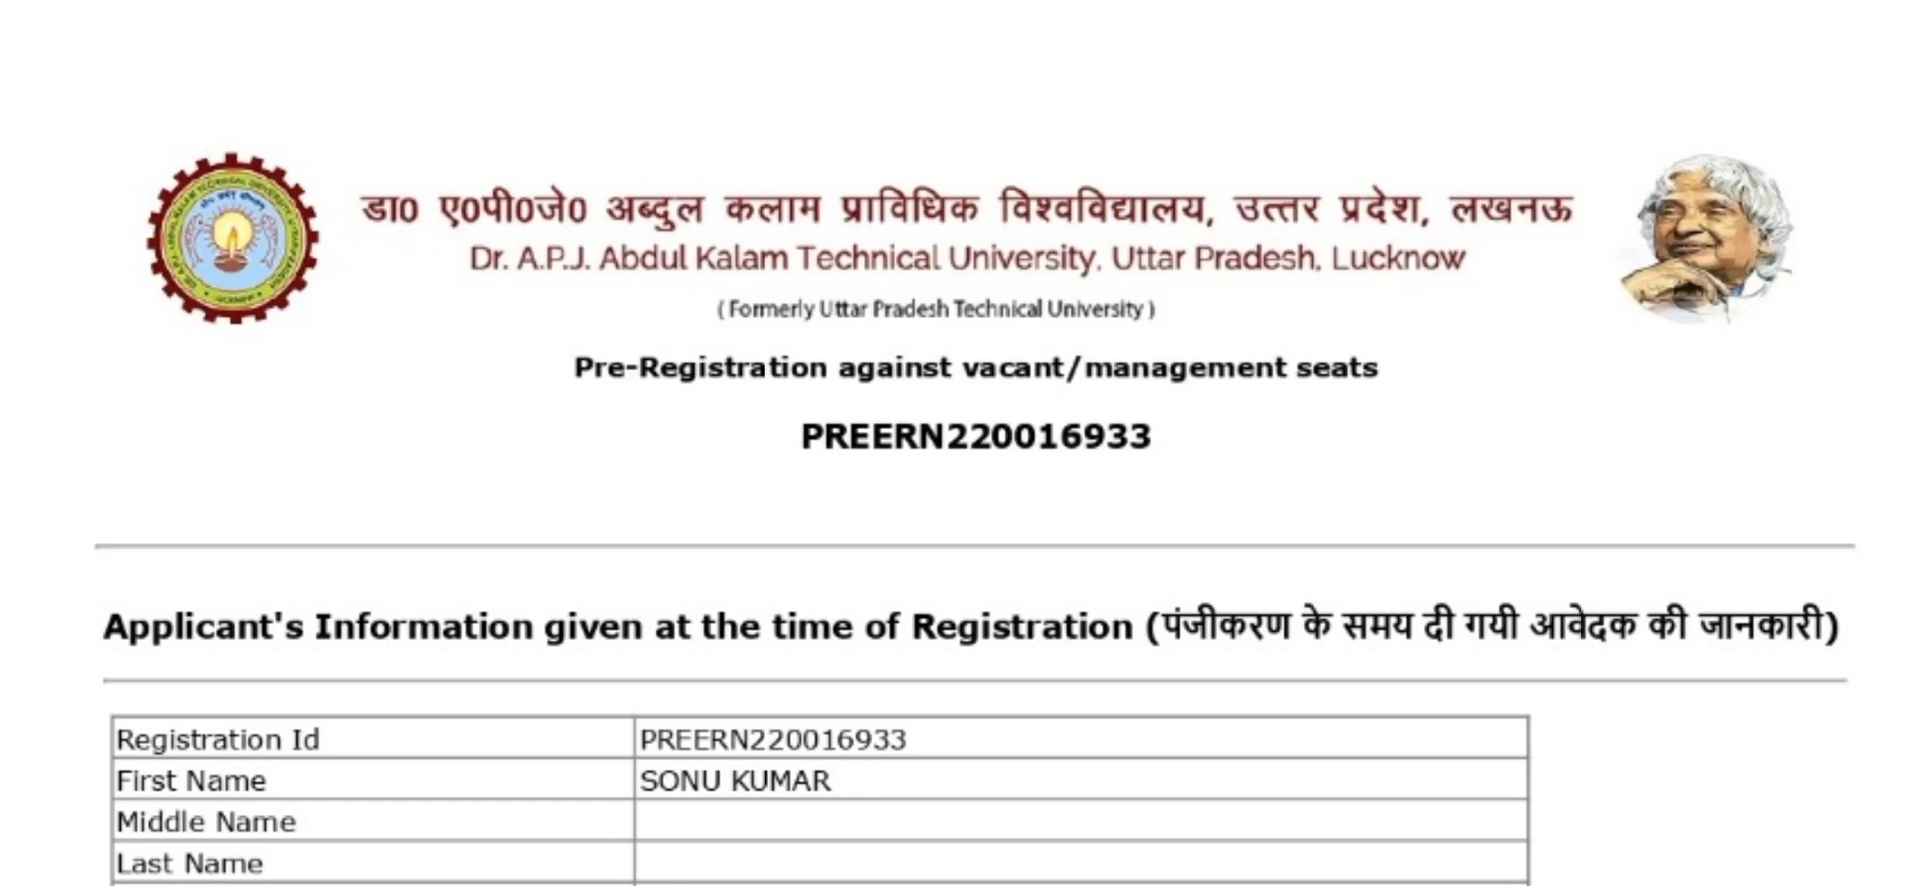 डा0 ए0पी0जे0 अब्दुल कलाम प्राविधिक विश्वविद्यालय, उत्तर प्रदेश, लखनऊ
Dr. A.P.J. Abdul Kalam Technical University, Uttar Pradesh, Lucknow
( Formerly Uttar Pradesh Technical University )
Pre-Registration against vacant/management seats
PREERN220016933
Applicant's Information given at the time of Registration (पंजीकरण के समय दी गयी आवेदक की जानकारी)
Registration Id PREERN220016933
First Name SONU KUMAR
Middle Name
Last Name